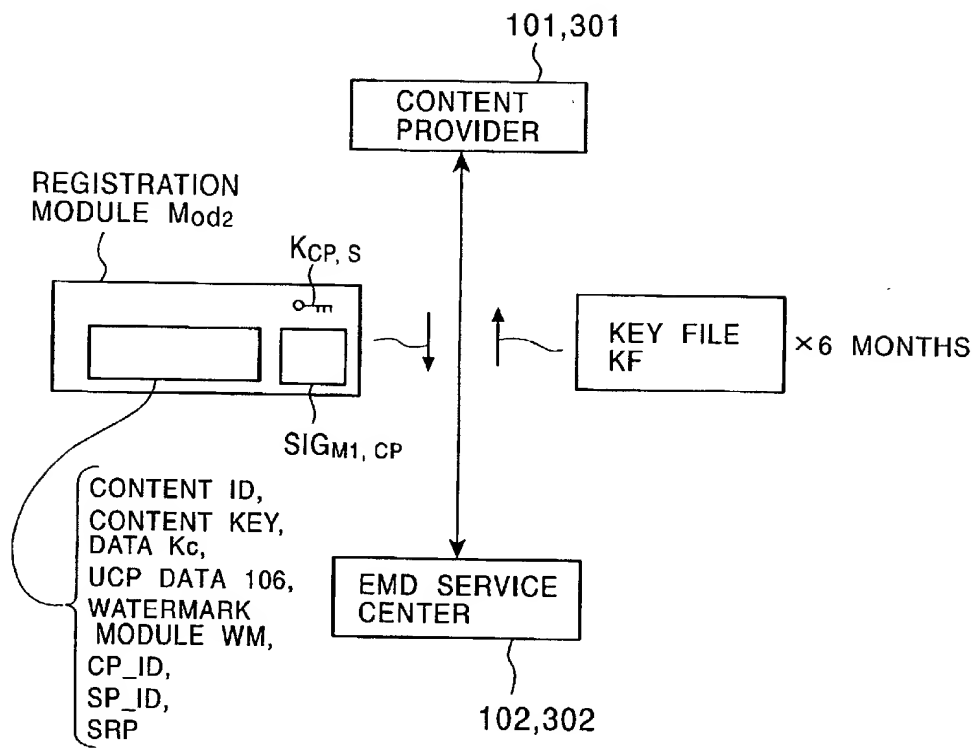 101,301
CONTENT
PROVIDER
REGISTRATION
MODULE Mod2
KCP, S
KEY FILE
KF
×6 MONTHS
SIGM1, CP
CONTENT ID,
CONTENT KEY,
DATA Kc,
UCP DATA 106,
WATERMARK
MODULE WM,
CP_ID,
SP_ID,
SRP
EMD SERVICE
CENTER
102,302